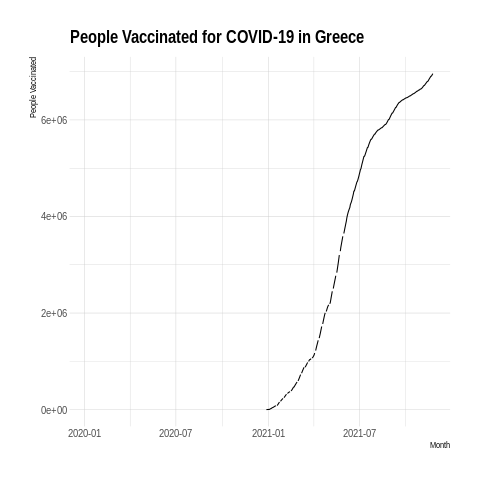 People Vaccinated for COVID-19 in Greece
People Vaccinated
6e+06
4e+06
2e+06
0e+00
2020-01 2020-07 2021-01 2021-07
Month